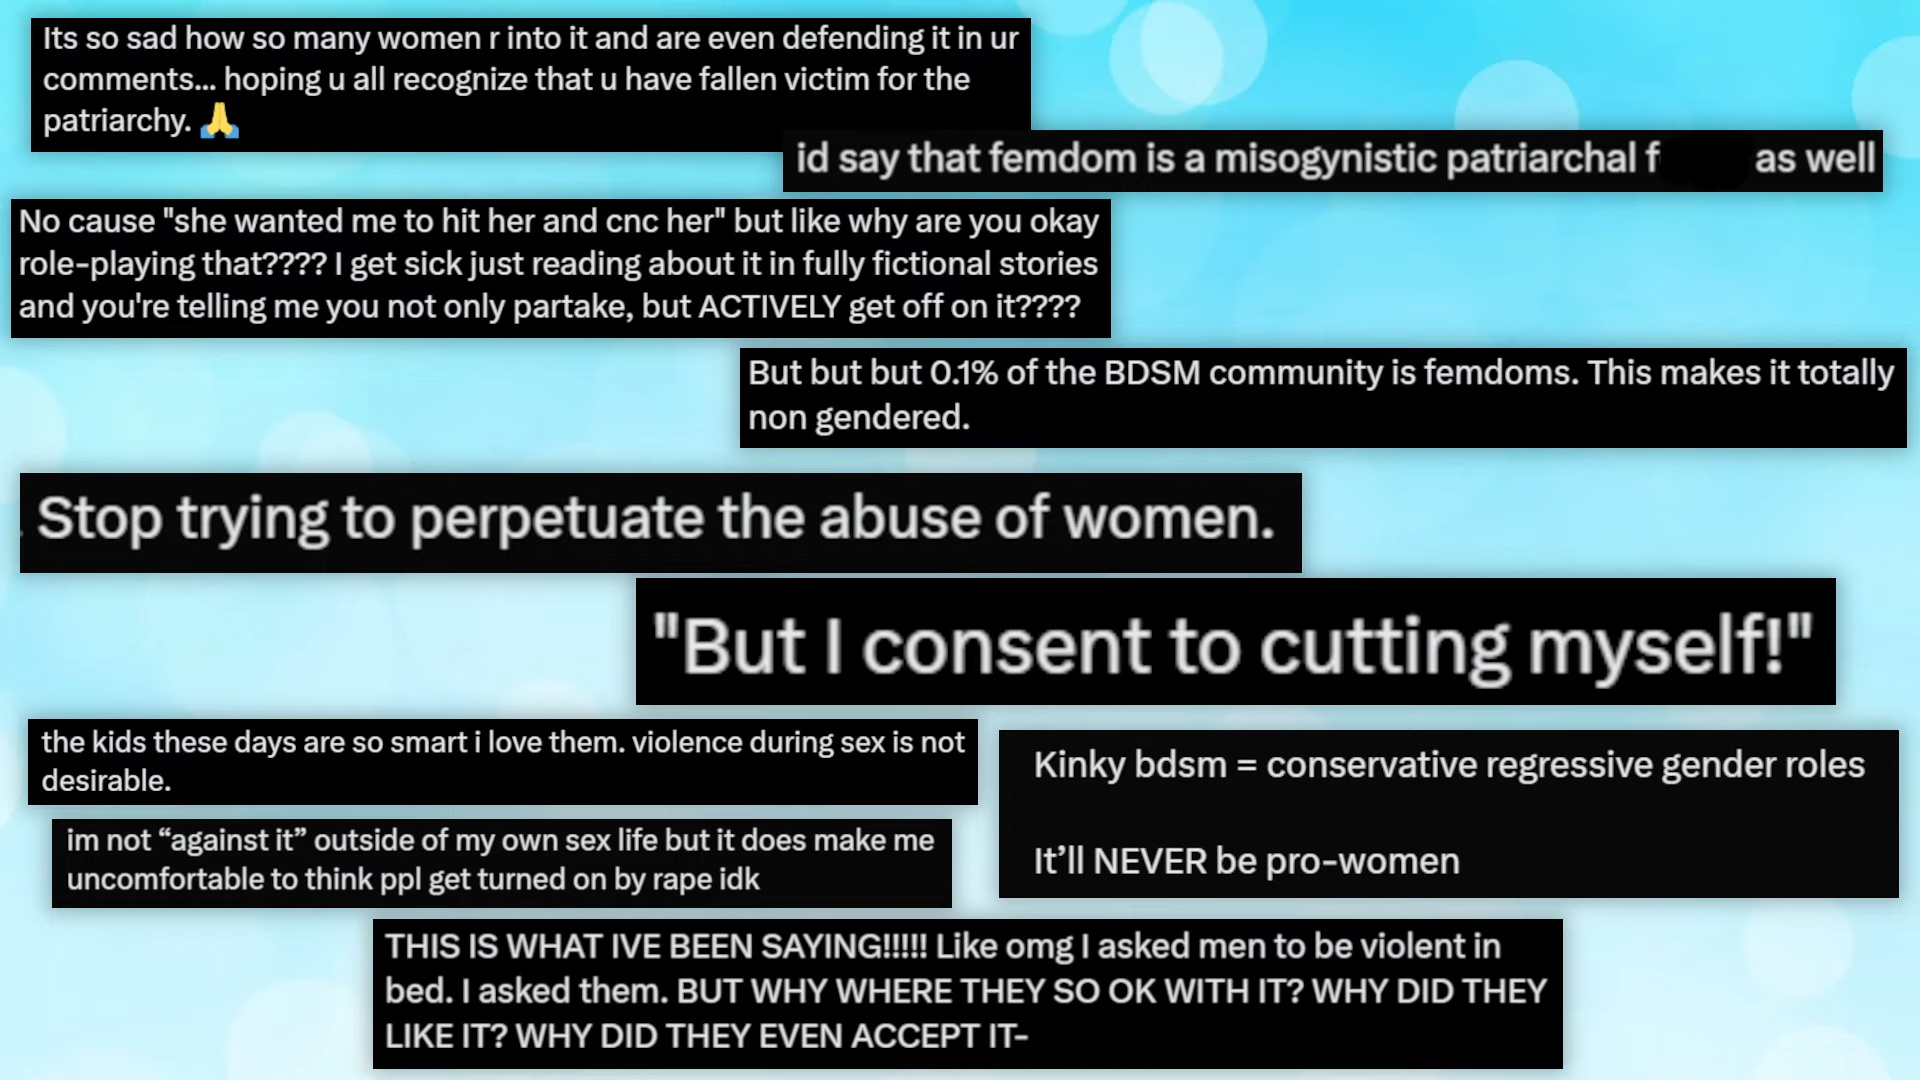 Its so sad how so many women r into it and are even defending it in ur
comments... hoping u all recognize that u have fallen victim for the
patriarchy. 🙏
id say that femdom is a misogynistic patriarchal f as well
No cause "she wanted me to hit her and cnc her" but like why are you okay
role-playing that???? I get sick just reading about it in fully fictional stories
and you're telling me you not only partake, but ACTIVELY get off on it????
But but but 0.1% of the BDSM community is femdoms. This makes it totally
non gendered.
Stop trying to perpetuate the abuse of women.
"But I consent to cutting myself!"
the kids these days are so smart i love them. violence during sex is not
desirable.
Kinky bdsm = conservative regressive gender roles
It’ll NEVER be pro-women
im not “against it” outside of my own sex life but it does make me
uncomfortable to think ppl get turned on by rape idk
THIS IS WHAT IVE BEEN SAYING!!!!! Like omg I asked men to be violent in
bed. I asked them. BUT WHY WHERE THEY SO OK WITH IT? WHY DID THEY
LIKE IT? WHY DID THEY EVEN ACCEPT IT-